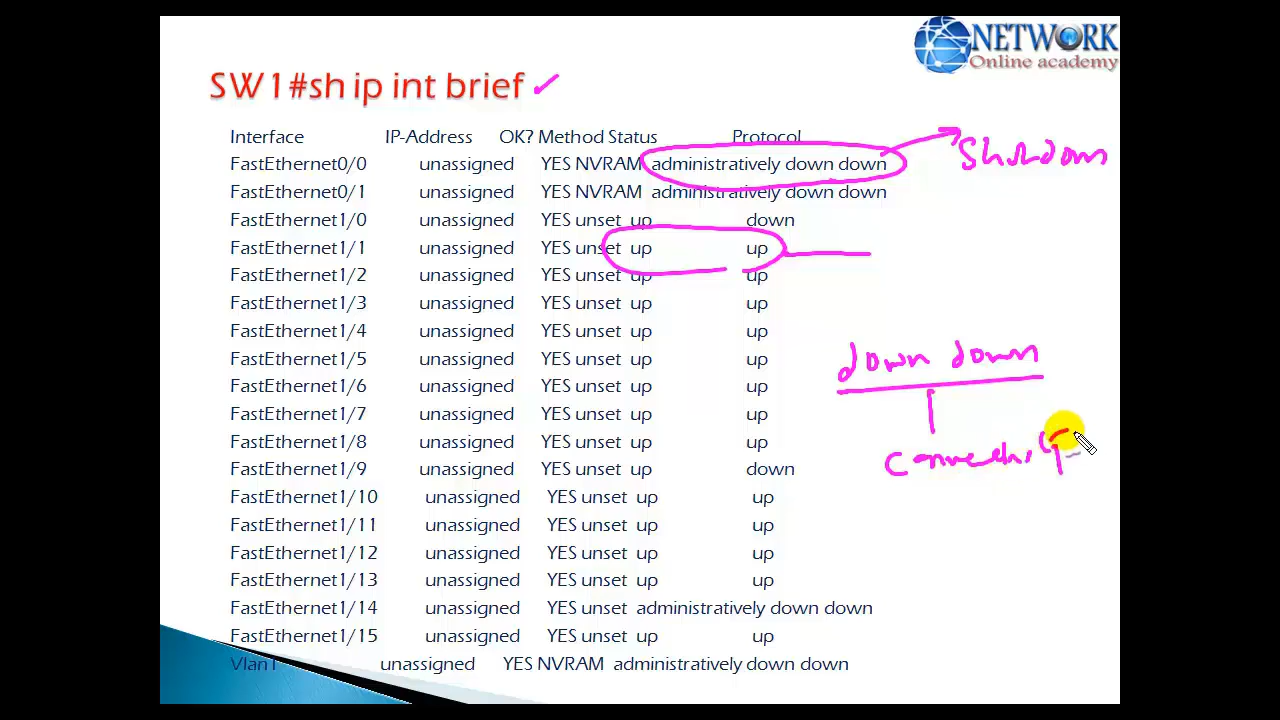 NETWORK
Online academy
SW1#sh ip int brief
Interface IP-Address OK? Method Status Protocol
FastEthernet0/0 unassigned YES NVRAM administratively down down
FastEthernet0/1 unassigned YES NVRAM administratively down down
FastEthernet1/0 unassigned YES unset up down
FastEthernet1/1 unassigned YES unset up up
FastEthernet1/2 unassigned YES unset up up
FastEthernet1/3 unassigned YES unset up up
FastEthernet1/4 unassigned YES unset up up
FastEthernet1/5 unassigned YES unset up up
FastEthernet1/6 unassigned YES unset up up
FastEthernet1/7 unassigned YES unset up up
FastEthernet1/8 unassigned YES unset up up
FastEthernet1/9 unassigned YES unset up down
FastEthernet1/10 unassigned YES unset up up
FastEthernet1/11 unassigned YES unset up up
FastEthernet1/12 unassigned YES unset up up
FastEthernet1/13 unassigned YES unset up up
FastEthernet1/14 unassigned YES unset administratively down down
FastEthernet1/15 unassigned YES unset up up
Vlan1 unassigned YES NVRAM administratively down down
down down